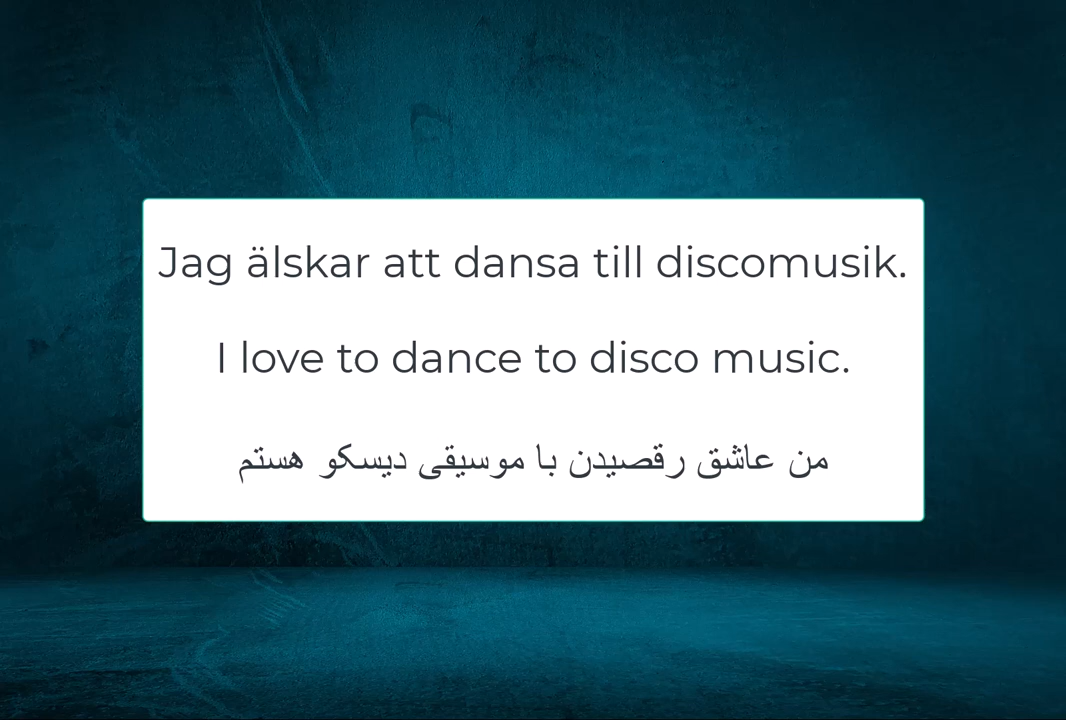 Jag älskar att dansa till discomusik.
I love to dance to disco music.
من عاشق رقصیدن با موسیقی دیسکو هستم